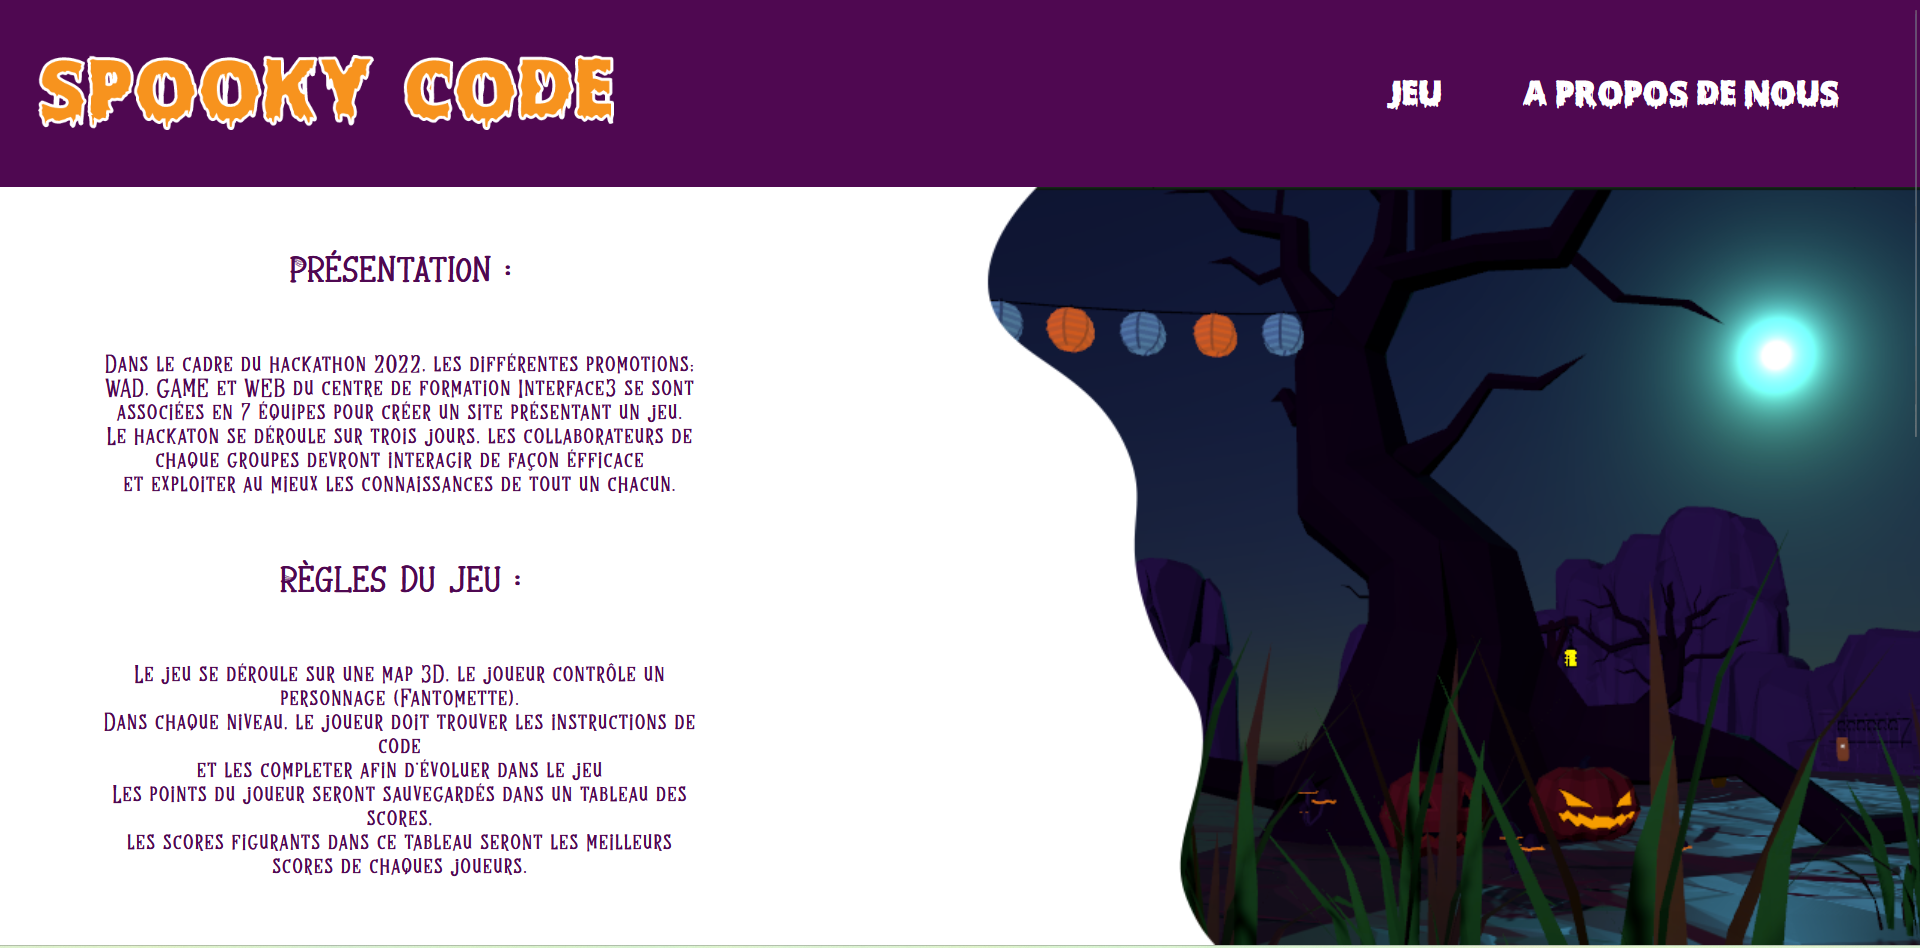 SPOOKY CODE
JEU
A PROPOS DE NOUS
PRÉSENTATION :
Dans le cadre du hackathon 2022, les différentes promotions:
WAD, GAME et WEB du centre de formation Interface3 se sont
associées en 7 équipes pour créer un site présentant un jeu.
Le hackaton se déroule sur trois jours, les collaborateurs de
chaque groupes devront interagir de façon éfficace
et exploiter au mieux les connaissances de tout un chacun.
RÈGLES DU JEU :
Le jeu se déroule sur une map 3D, le joueur contrôle un
personnage (Fantomette).
Dans chaque niveau, le joueur doit trouver les instructions de
code
et les completer afin d'évoluer dans le jeu
Les points du joueur seront sauvegardés dans un tableau des
scores,
les scores figurants dans ce tableau seront les meilleurs
scores de chaques joueurs.